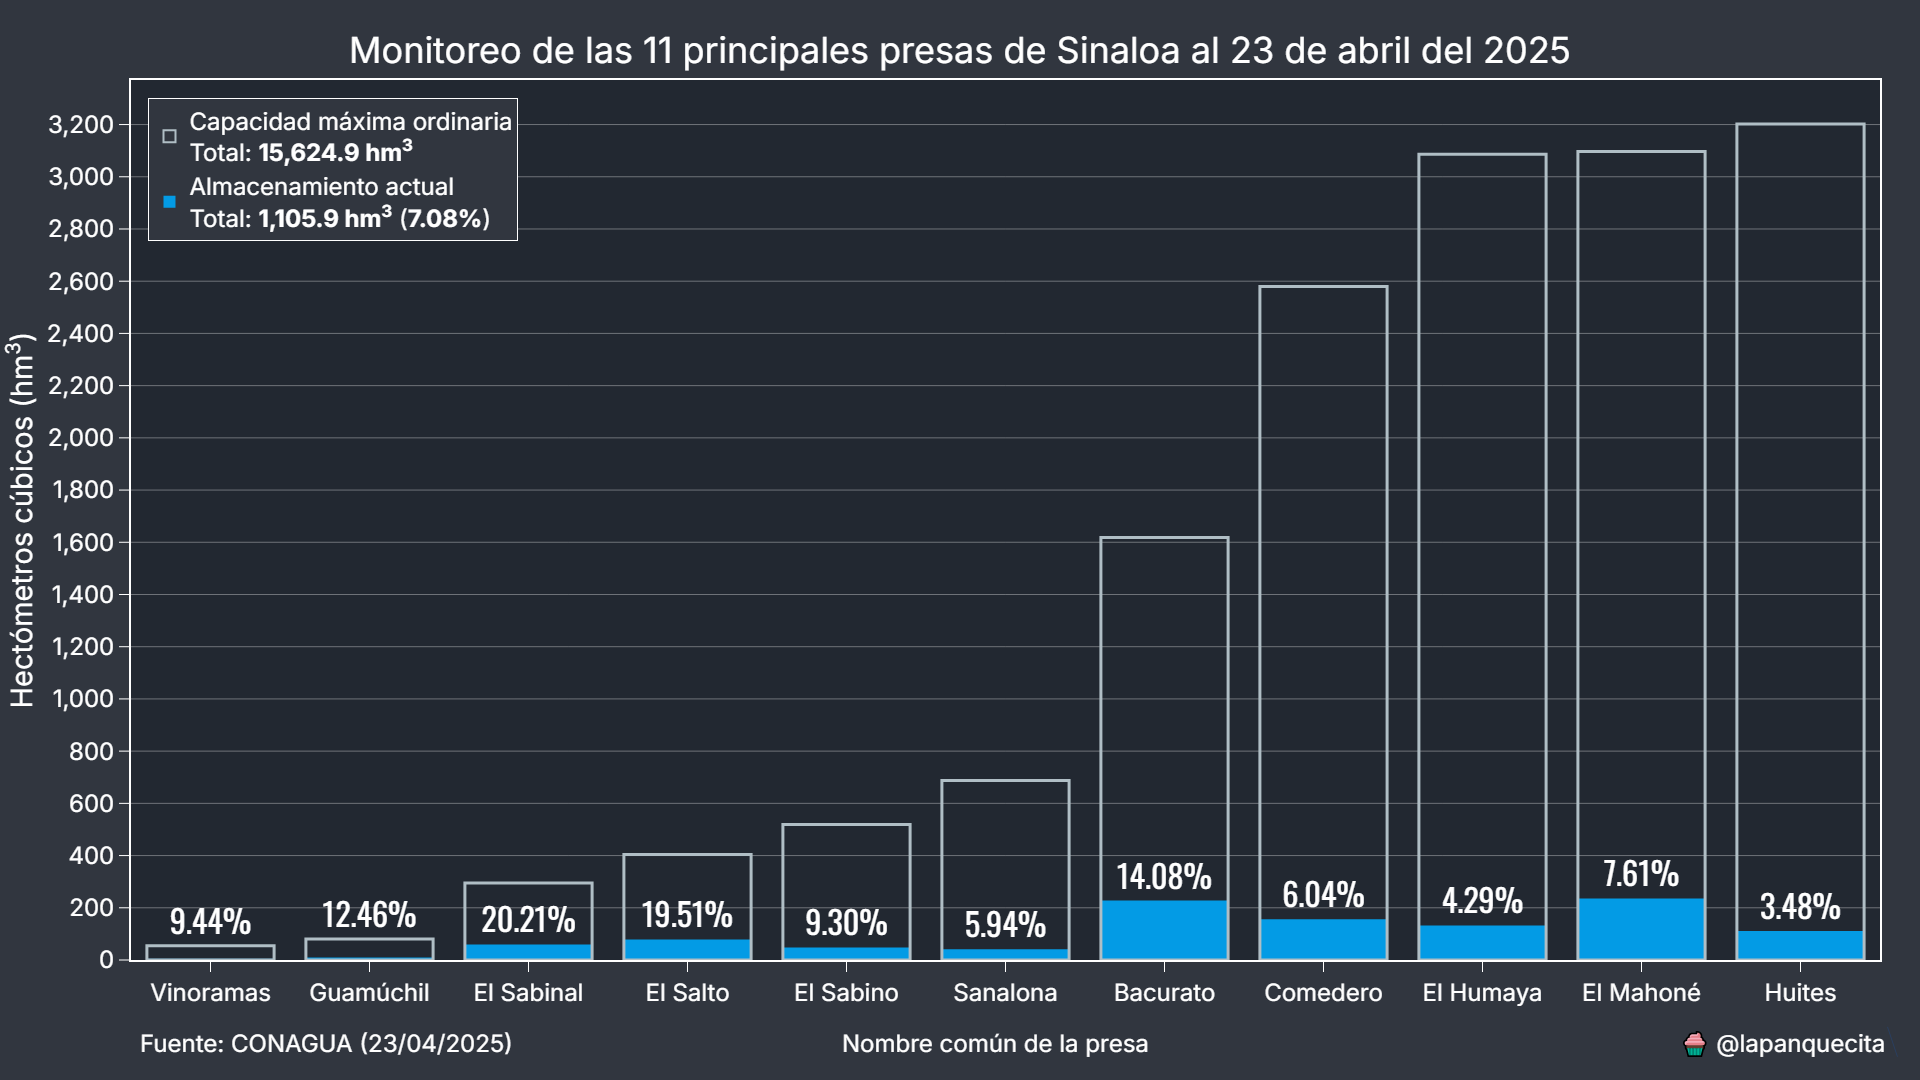 Monitoreo de las 11 principales presas de Sinaloa al 23 de abril del 2025
Capacidad máxima ordinaria
Total: 15,624.9 hm³
Almacenamiento actual
Total: 1,105.9 hm³ (7.08%)
Hectómetros cúbicos (hm³)
3,200
3,000
2,800
2,600
2,400
2,200
2,000
1,800
1,600
1,400
1,200
1,000
800
600
400
200
0
9.44%
12.46%
20.21%
19.51%
9.30%
5.94%
14.08%
6.04%
4.29%
7.61%
3.48%
Vinoramas
Guamúchil
El Sabinal
El Salto
El Sabino
Sanalona
Bacurato
Comedero
El Humaya
El Mahoné
Huites
Fuente: CONAGUA (23/04/2025)
Nombre común de la presa
@lapanquecita